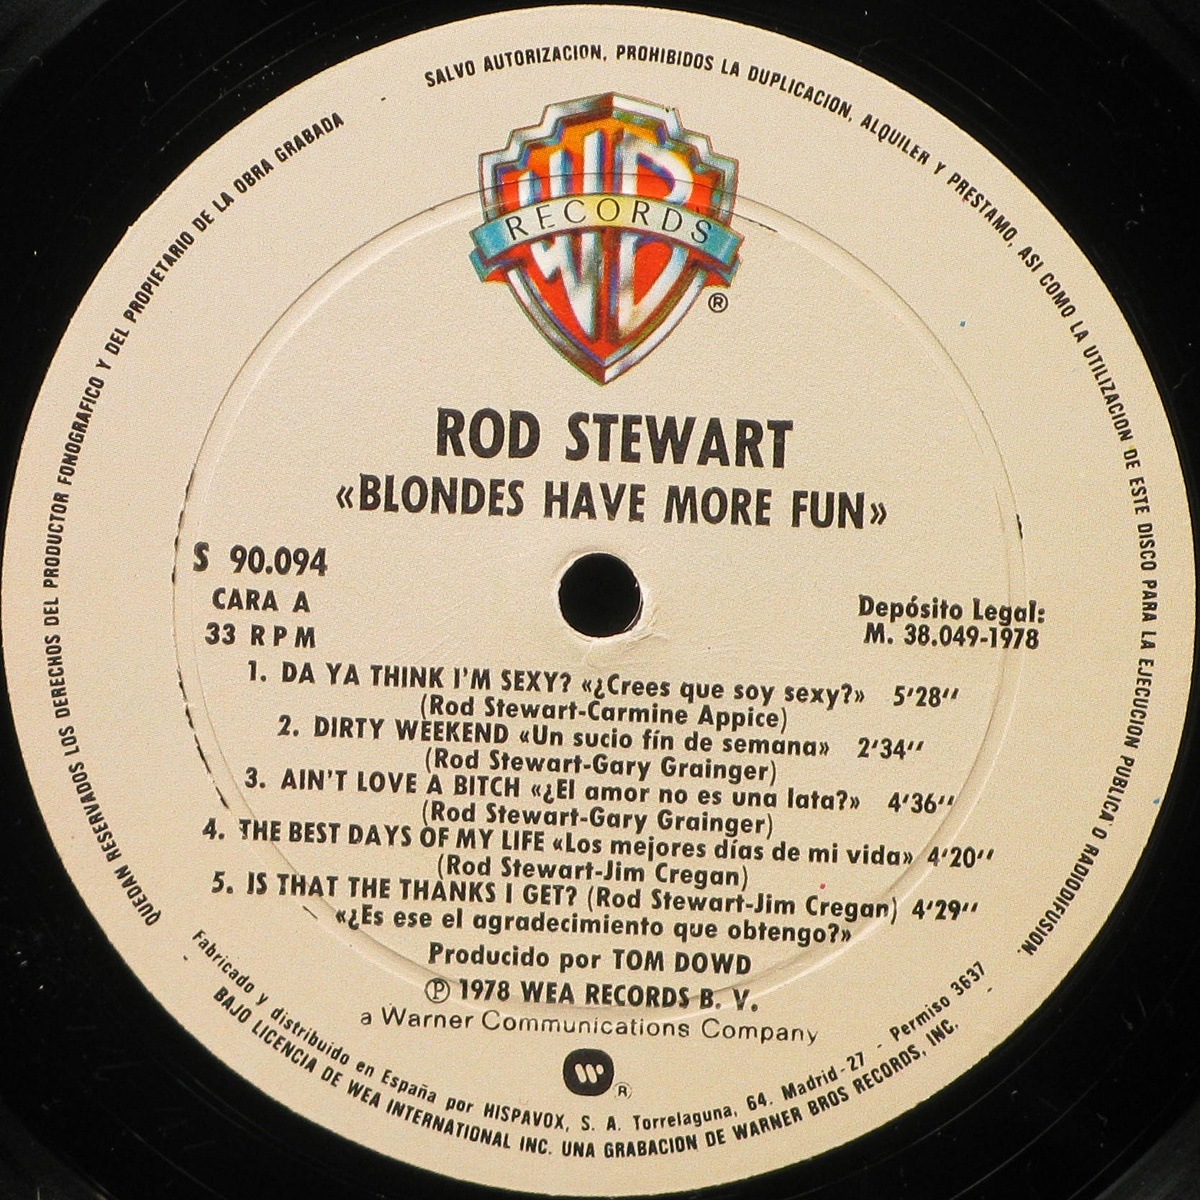 SALVO AUTORIZACION, PROHIBIDOS LA DUPLICACION, ALQUILER Y PRESTAMO, ASI COMO LA UTILIZACION DE ESTE DISCO PARA LA EJECUCION PUBLICA O RADIODIFUSION.
QUEDAN RESERVADOS LOS DERECHOS DEL PRODUCTOR FONOGRAFICO Y DEL PROPIETARIO DE LA OBRA GRABADA
WB
RECORDS
®
ROD STEWART
«BLONDES HAVE MORE FUN»
S 90.094
CARA A
33 RPM
Depósito Legal:
M. 38.049-1978
1. DA YA THINK I'M SEXY? «¿Crees que soy sexy?» 5'28''
(Rod Stewart-Carmine Appice)
2. DIRTY WEEKEND «Un sucio fín de semana» 2'34''
(Rod Stewart-Gary Grainger)
3. AIN'T LOVE A BITCH «¿El amor no es una lata?» 4'36''
(Rod Stewart-Gary Grainger)
4. THE BEST DAYS OF MY LIFE «Los mejores días de mi vida» 4'20''
(Rod Stewart-Jim Cregan)
5. IS THAT THE THANKS I GET? (Rod Stewart-Jim Cregan) 4'29''
«¿Es ese el agradecimiento que obtengo?»
Producido por TOM DOWD
℗ 1978 WEA RECORDS B. V.
a Warner Communications Company
®
Fabricado y distribuido en España por HISPAVOX, S. A. Torrelaguna, 64. Madrid-27 - Permiso 3637
BAJO LICENCIA DE WEA INTERNATIONAL INC. UNA GRABACION DE WARNER BROS RECORDS, INC.